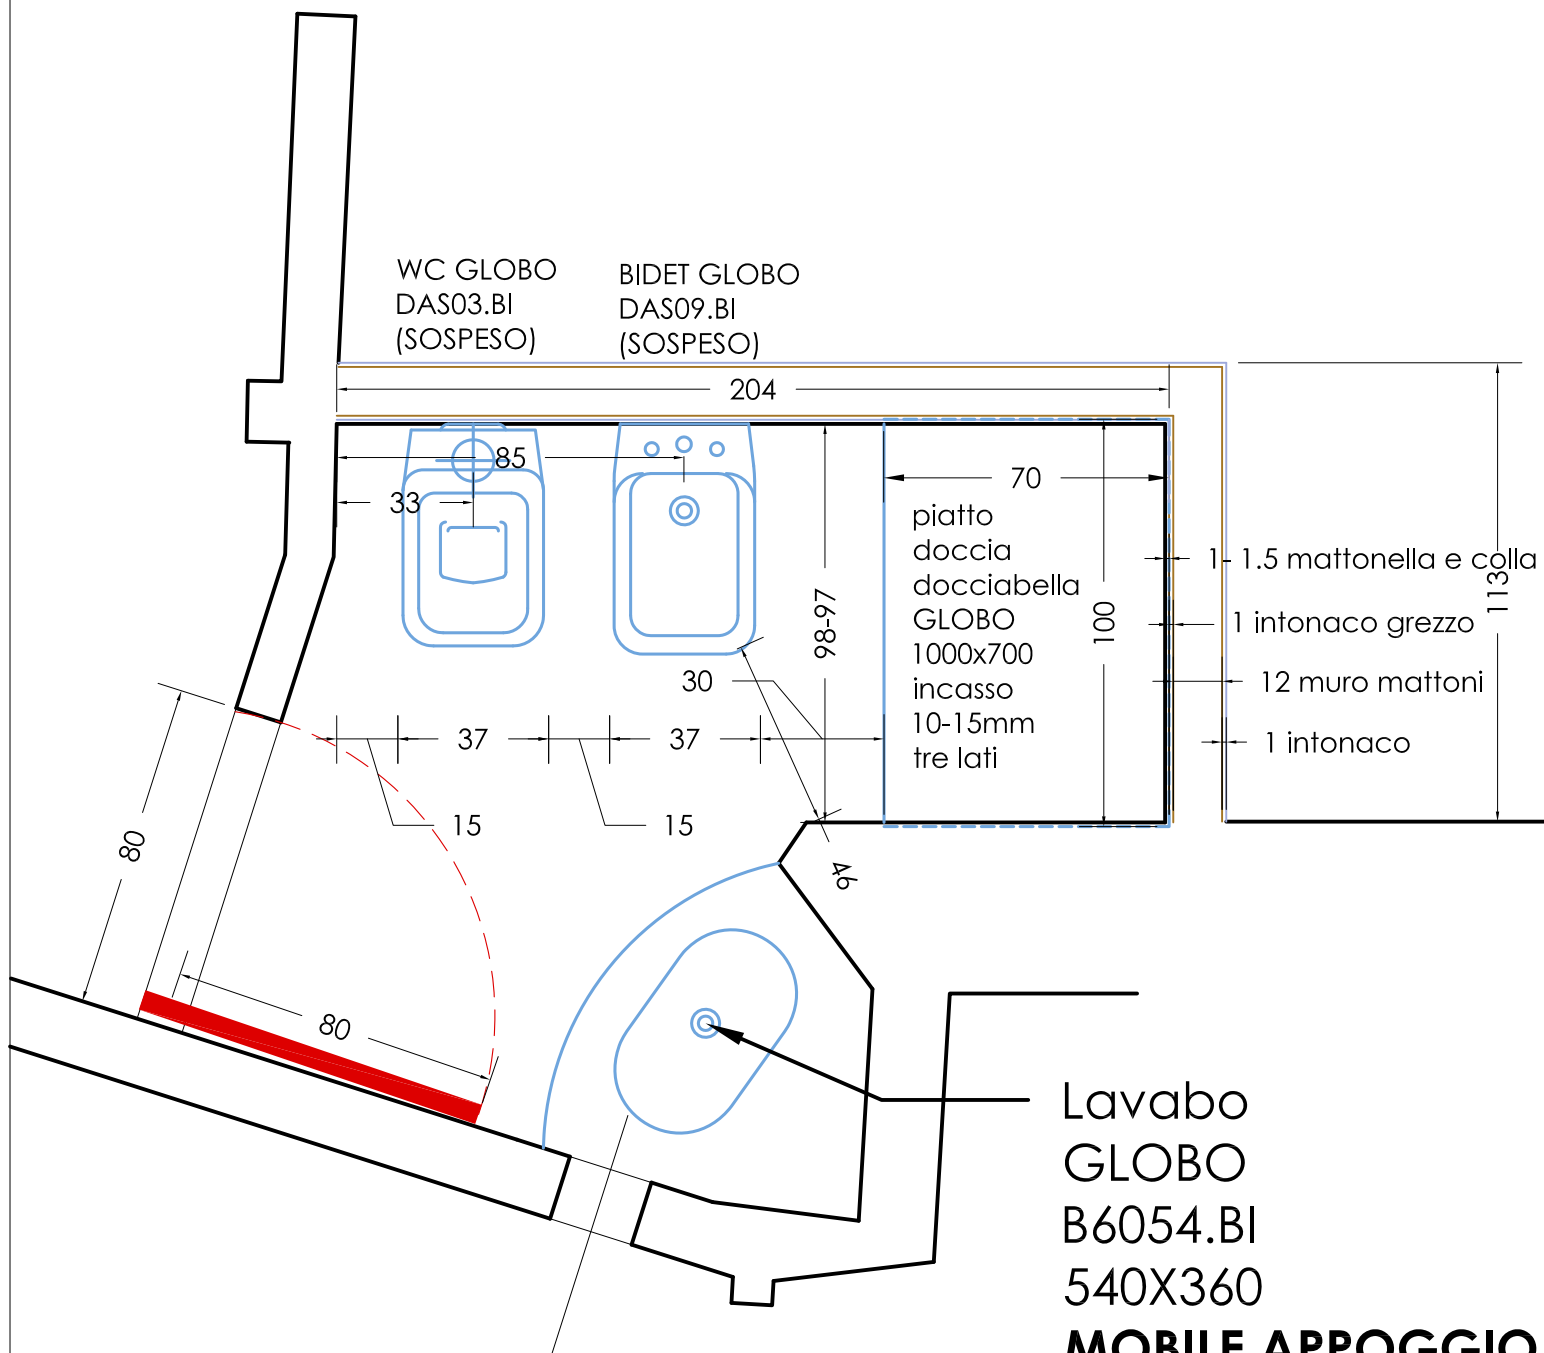 WC GLOBO
DAS03.BI
(SOSPESO)
BIDET GLOBO
DAS09.BI
(SOSPESO)
204
85
33
70
piatto
doccia
docciabella
GLOBO
1000x700
incasso
10-15mm
tre lati
98-97
100
113
1- 1.5 mattonella e colla
1 intonaco grezzo
12 muro mattoni
1 intonaco
30
37
37
15
15
46
80
80
Lavabo
GLOBO
B6054.BI
540X360
MOBILE APPOGGIO